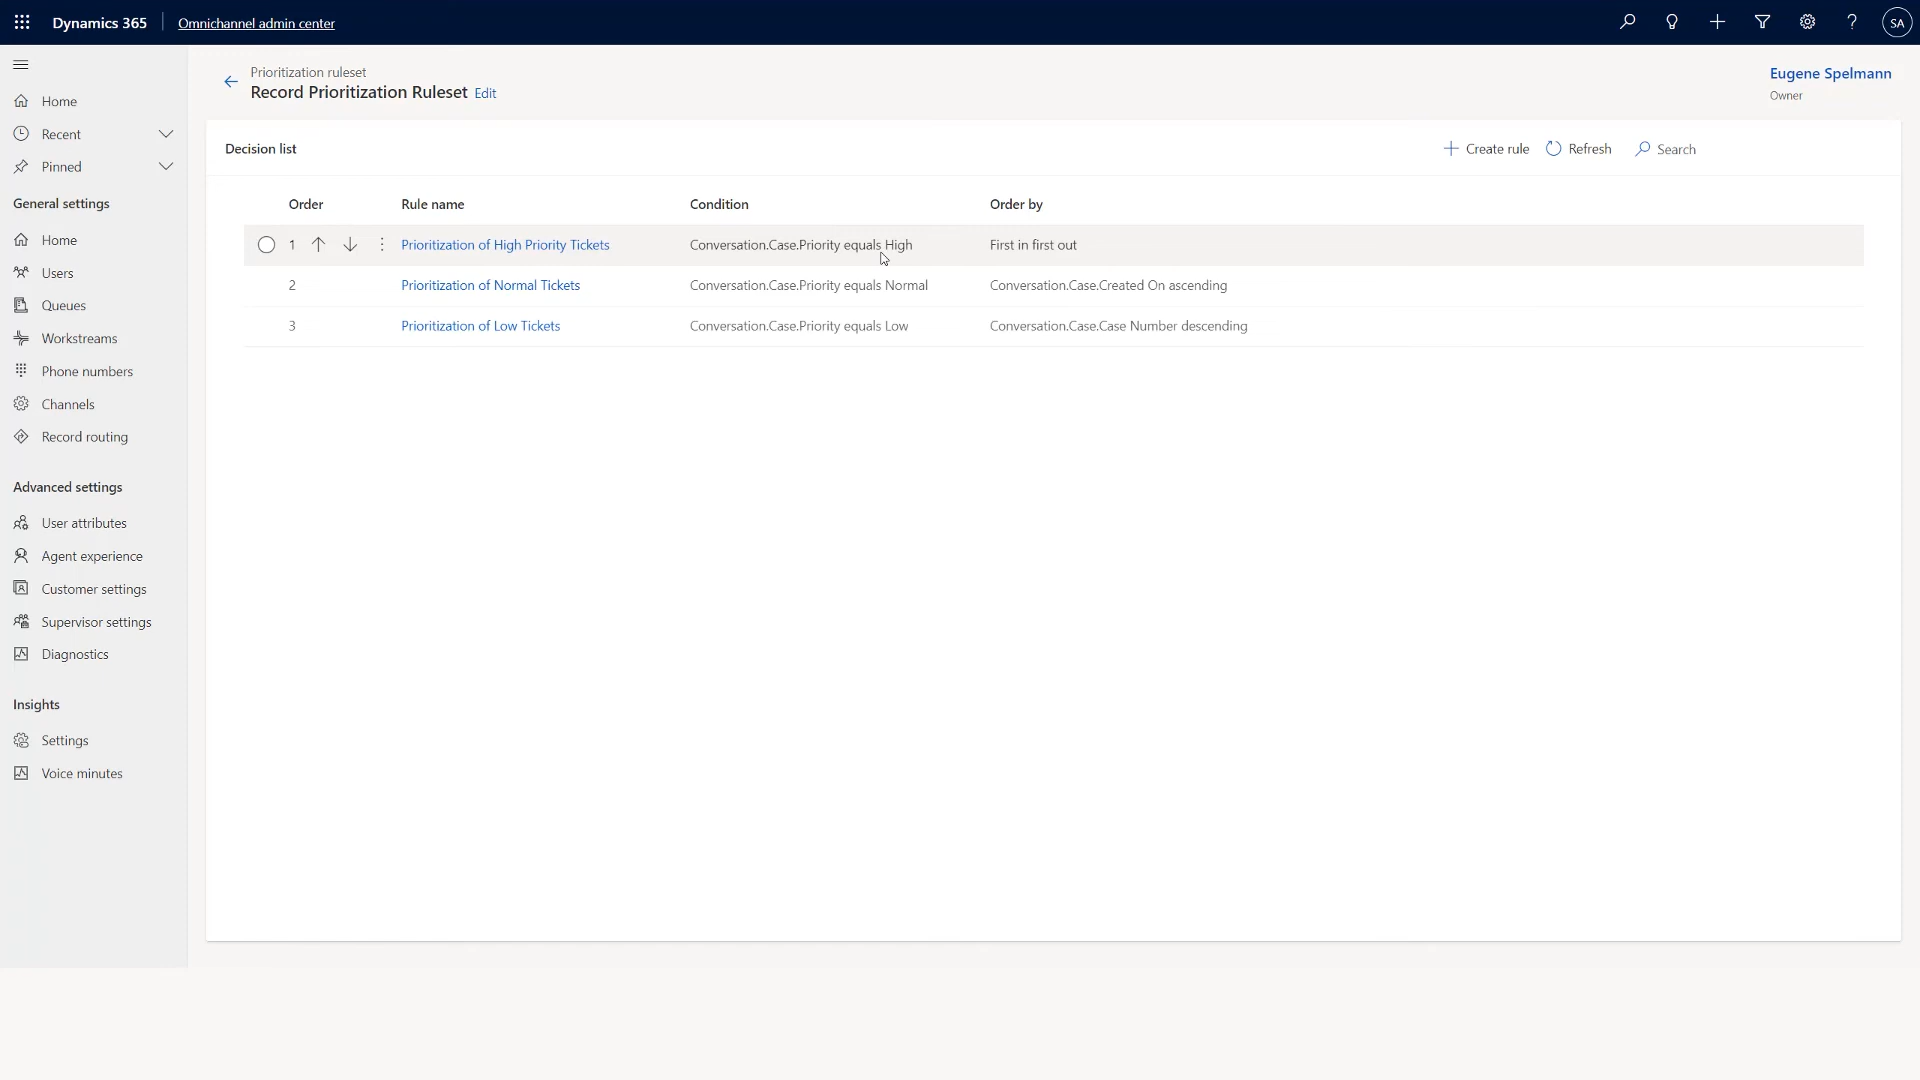 Dynamics 365
Omnichannel admin center
SA
Home
Recent
Pinned
General settings
Home
Users
Queues
Workstreams
Phone numbers
Channels
Record routing
Advanced settings
User attributes
Agent experience
Customer settings
Supervisor settings
Diagnostics
Insights
Settings
Voice minutes
Prioritization ruleset
Record Prioritization Ruleset Edit
Eugene Spelmann
Owner
Decision list
Create rule Refresh Search
Order Rule name Condition Order by
1 Prioritization of High Priority Tickets Conversation.Case.Priority equals High First in first out
2 Prioritization of Normal Tickets Conversation.Case.Priority equals Normal Conversation.Case.Created On ascending
3 Prioritization of Low Tickets Conversation.Case.Priority equals Low Conversation.Case.Case Number descending